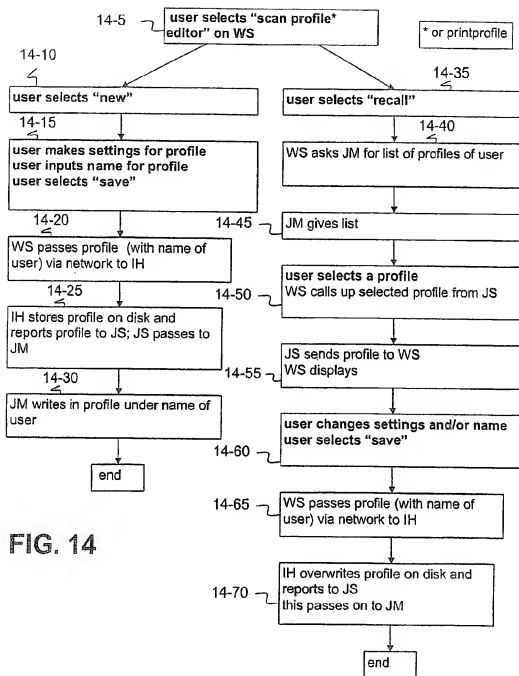 14-5
user selects "scan profile*
editor" on WS
* or printprofile
14-10
user selects "new"
14-15
user makes settings for profile
user inputs name for profile
user selects "save"
14-20
WS passes profile (with name of
user) via network to IH
14-25
IH stores profile on disk and
reports profile to JS; JS passes to
JM
14-30
JM writes in profile under name of
user
end
14-35
user selects "recall"
14-40
WS asks JM for list of profiles of user
14-45
JM gives list
user selects a profile
14-50
WS calls up selected profile from JS
JS sends profile to WS
14-55
WS displays
user changes settings and/or name
user selects "save"
14-60
14-65
WS passes profile (with name of
user) via network to IH
IH overwrites profile on disk and
reports to JS
14-70
this passes on to JM
end
FIG. 14